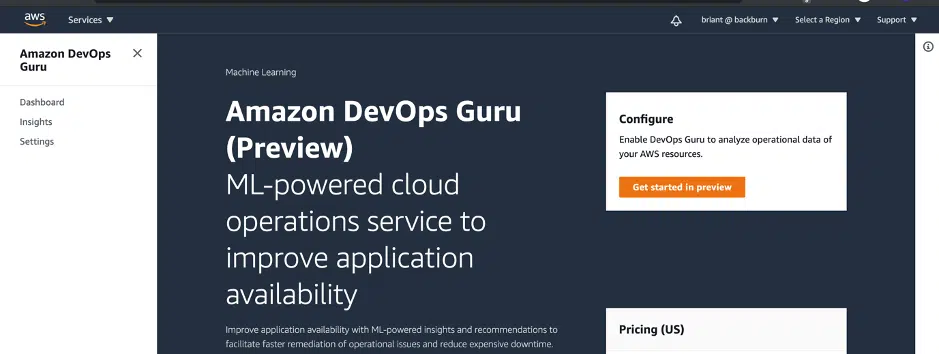 aws
Services
briant @ backburn
Select a Region
Support
Amazon DevOps
Guru
Dashboard
Insights
Settings
Machine Learning
Amazon DevOps Guru
(Preview)
ML-powered cloud
operations service to
improve application
availability
Improve application availability with ML-powered insights and recommendations to
facilitate faster remediation of operational issues and reduce expensive downtime.
Configure
Enable DevOps Guru to analyze operational data of
your AWS resources.
Get started in preview
Pricing (US)